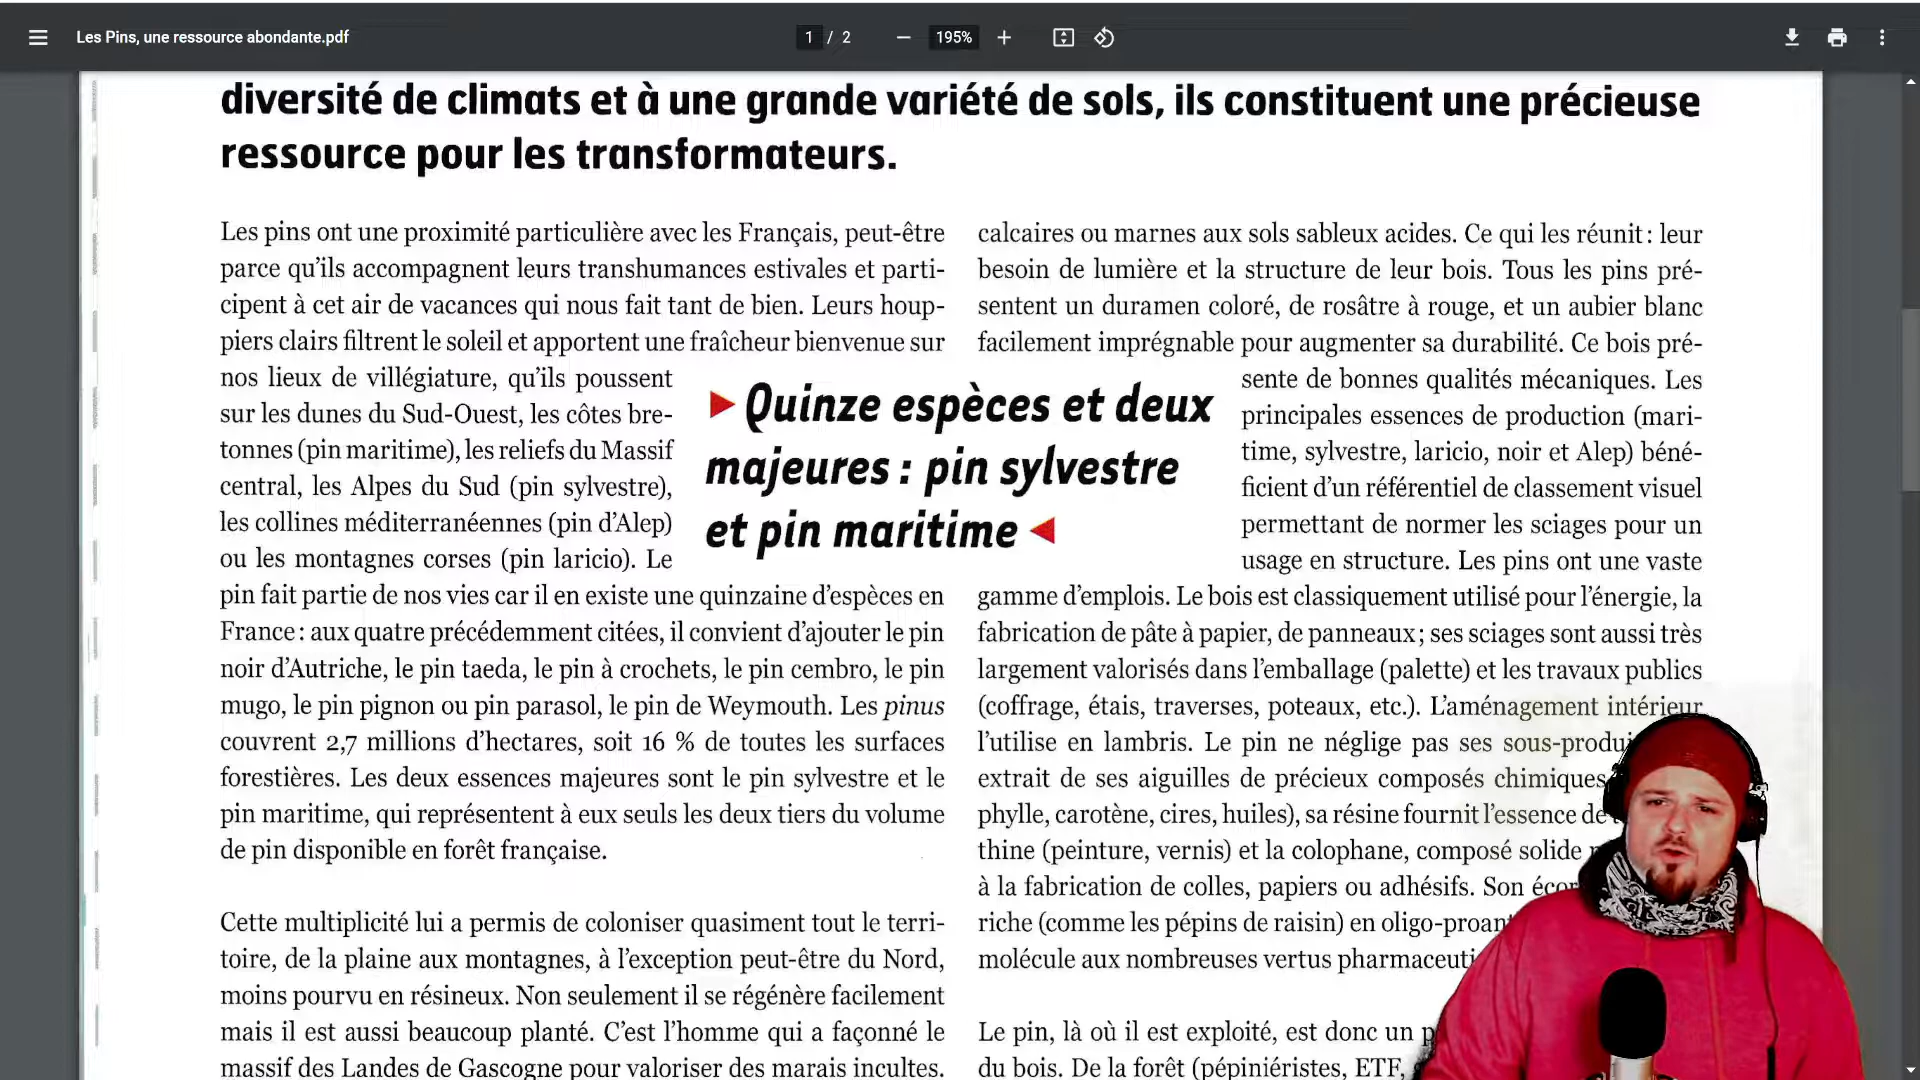 Les Pins, une ressource abondante.pdf
1 / 2
195%
diversité de climats et à une grande variété de sols, ils constituent une précieuse
ressource pour les transformateurs.
Les pins ont une proximité particulière avec les Français, peut-être
parce qu'ils accompagnent leurs transhumances estivales et parti-
cipent à cet air de vacances qui nous fait tant de bien. Leurs houp-
piers clairs filtrent le soleil et apportent une fraîcheur bienvenue sur
nos lieux de villégiature, qu'ils poussent
sur les dunes du Sud-Ouest, les côtes bre-
tonnes (pin maritime), les reliefs du Massif
central, les Alpes du Sud (pin sylvestre),
les collines méditerranéennes (pin d'Alep)
ou les montagnes corses (pin laricio). Le
pin fait partie de nos vies car il en existe une quinzaine d'espèces en
France : aux quatre précédemment citées, il convient d'ajouter le pin
noir d'Autriche, le pin taeda, le pin à crochets, le pin cembro, le pin
mugo, le pin pignon ou pin parasol, le pin de Weymouth. Les pinus
couvrent 2,7 millions d'hectares, soit 16 % de toutes les surfaces
forestières. Les deux essences majeures sont le pin sylvestre et le
pin maritime, qui représentent à eux seuls les deux tiers du volume
de pin disponible en forêt française.
Cette multiplicité lui a permis de coloniser quasiment tout le terri-
toire, de la plaine aux montagnes, à l'exception peut-être du Nord,
moins pourvu en résineux. Non seulement il se régénère facilement
mais il est aussi beaucoup planté. C'est l'homme qui a façonné le
massif des Landes de Gascogne pour valoriser des marais incultes.
▶ Quinze espèces et deux
majeures : pin sylvestre
et pin maritime ◀
calcaires ou marnes aux sols sableux acides. Ce qui les réunit : leur
besoin de lumière et la structure de leur bois. Tous les pins pré-
sentent un duramen coloré, de rosâtre à rouge, et un aubier blanc
facilement imprégnable pour augmenter sa durabilité. Ce bois pré-
sente de bonnes qualités mécaniques. Les
principales essences de production (mari-
time, sylvestre, laricio, noir et Alep) béné-
ficient d'un référentiel de classement visuel
permettant de normer les sciages pour un
usage en structure. Les pins ont une vaste
gamme d'emplois. Le bois est classiquement utilisé pour l'énergie, la
fabrication de pâte à papier, de panneaux ; ses sciages sont aussi très
largement valorisés dans l'emballage (palette) et les travaux publics
(coffrage, étais, traverses, poteaux, etc.). L'aménagement intérieur
l'utilise en lambris. Le pin ne néglige pas ses
extrait de ses aiguilles de précieux composés chimiques
phylle, carotène, cires, huiles), sa résine fournit l'essence de
thine (peinture, vernis) et la colophane, composé solide
à la fabrication de colles, papiers ou adhésifs. Son
riche (comme les pépins de raisin) en
molécule aux nombreuses vertus
Le pin, là où il est exploité, est donc un
du bois. De la forêt (pépiniéristes, ETF,